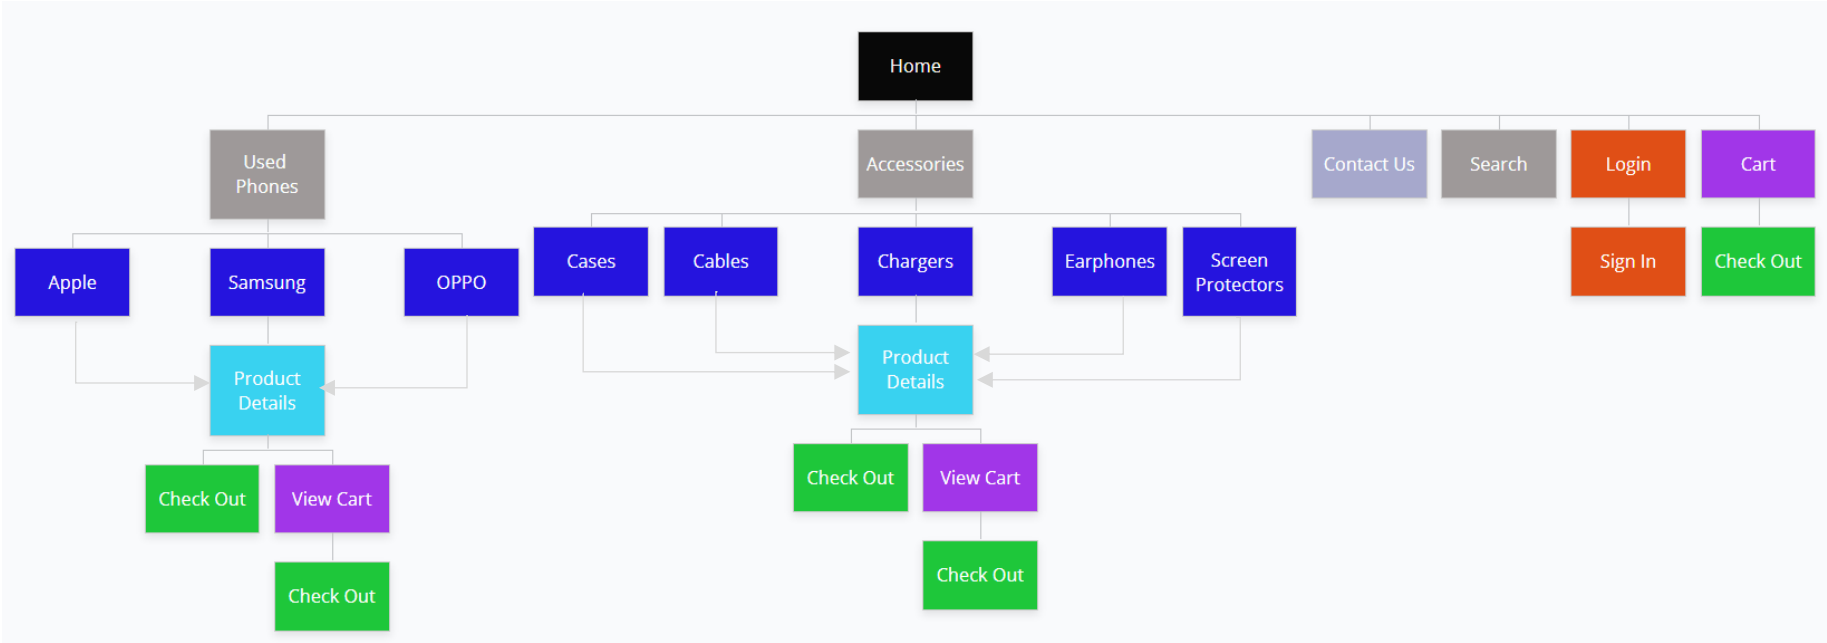 Home
Used
Phones
Accessories
Contact Us
Search
Login
Cart
Apple
Samsung
OPPO
Cases
Cables
Chargers
Earphones
Screen
Protectors
Sign In
Check Out
Product
Details
Product
Details
Check Out
View Cart
Check Out
View Cart
Check Out
Check Out